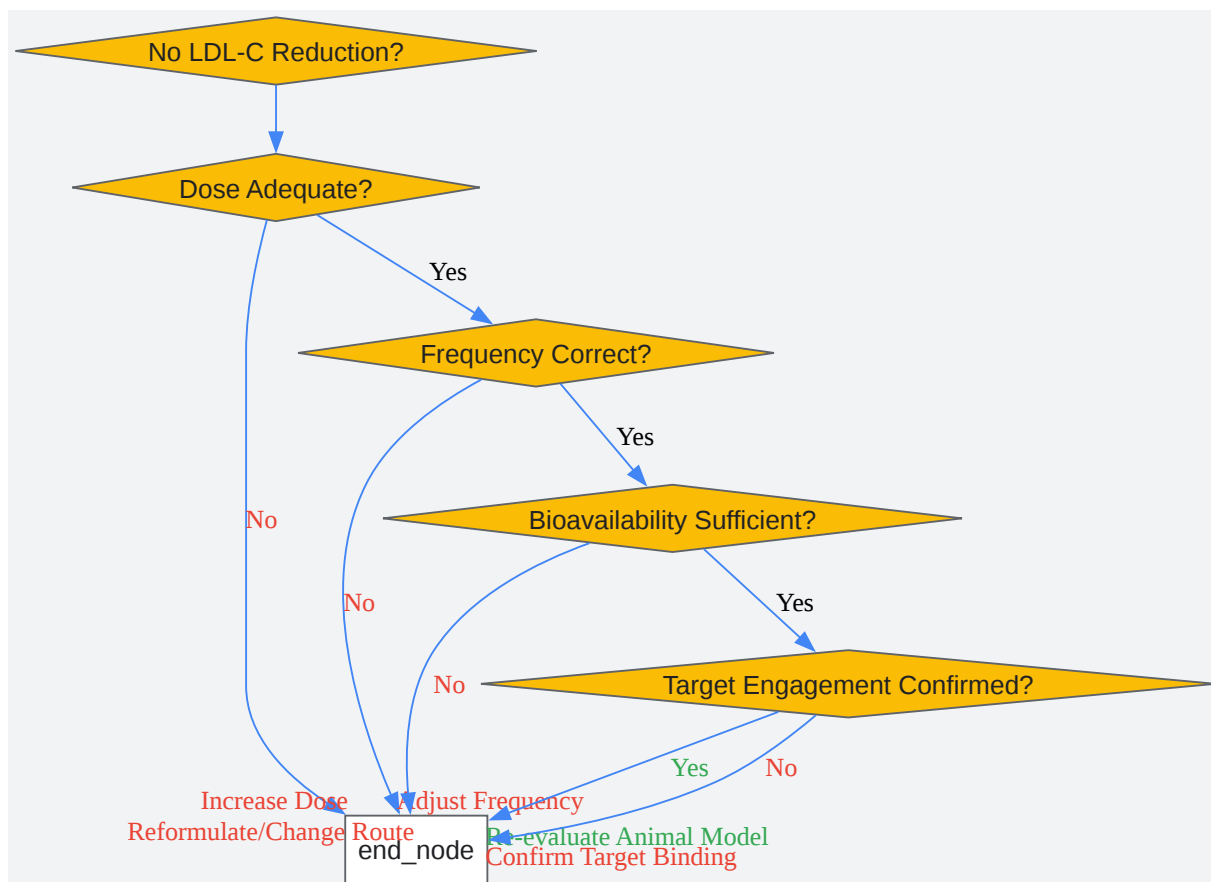 No LDL-C Reduction?
Dose Adequate?
Yes
Frequency Correct?
Yes
No
Bioavailability Sufficient?
No
Yes
No
Target Engagement Confirmed?
Yes
No
Increase Dose
Adjust Frequency
Reformulate/Change Route
Re-evaluate Animal Model
end_node
Confirm Target Binding